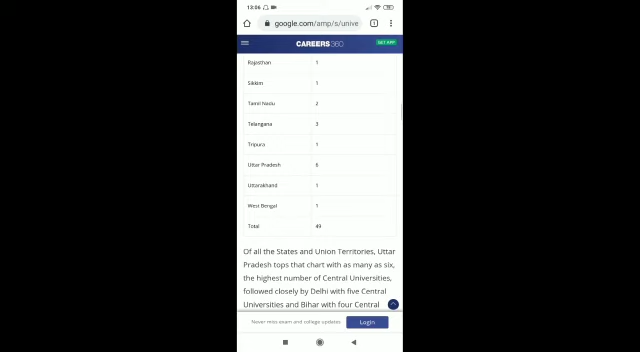 13:06
google.com/amp/s/unive
1
CAREERS360
GET APP
Rajasthan 1
Sikkim 1
Tamil Nadu 2
Telangana 3
Tripura 1
Uttar Pradesh 6
Uttarakhand 1
West Bengal 1
Total 49
Of all the States and Union Territories, Uttar
Pradesh tops that chart with as many as six,
the highest number of Central Universities,
followed closely by Delhi with five Central
Universities and Bihar with four Central
Never miss exam and college updates
Login